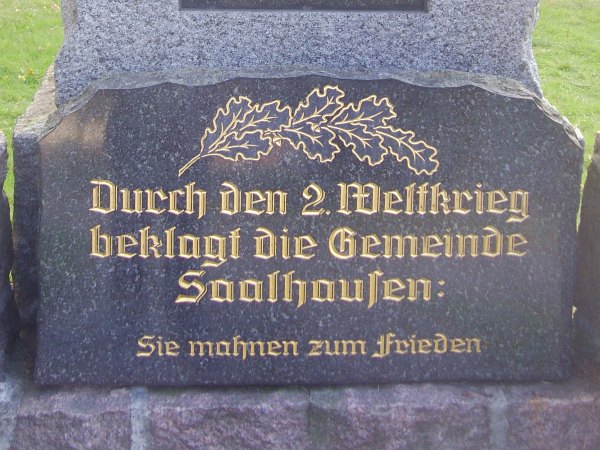 Durch den 2. Weltkrieg
beklagt die Gemeinde
Saalhauſen:
Sie mahnen zum Frieden